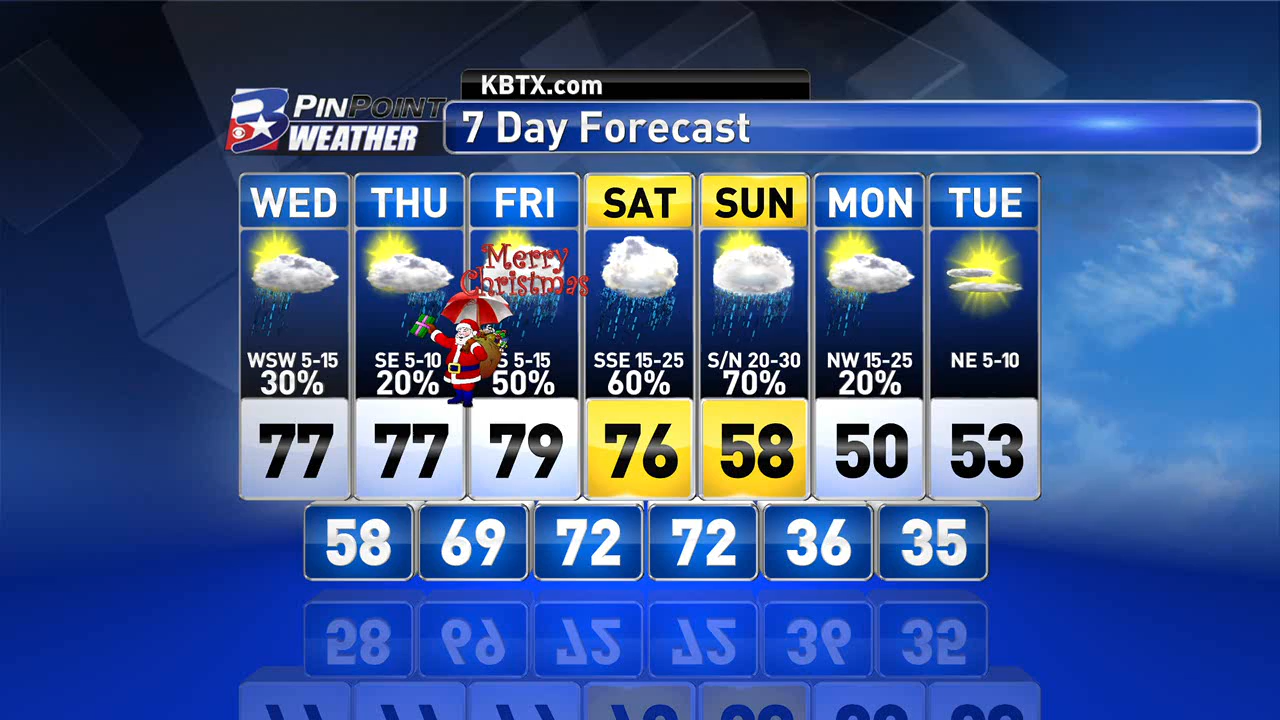 KBTX.com
PINPOINT
WEATHER
7 Day Forecast
WED THU FRI SAT SUN MON TUE
Merry
Christmas
WSW 5-15 SE 5-10 S 5-15 SSE 15-25 S/N 20-30 NW 15-25 NE 5-10
30% 20% 50% 60% 70% 20%
77 77 79 76 58 50 53
58 69 72 72 36 35